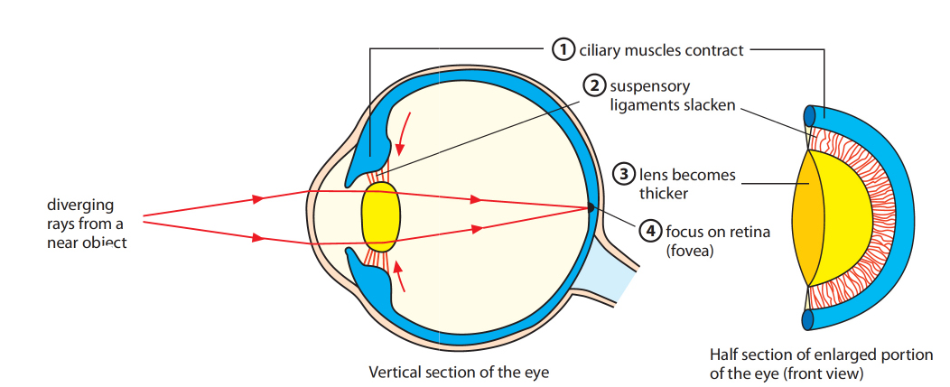 1 ciliary muscles contract
2 suspensory
ligaments slacken
3 lens becomes
thicker
4 focus on retina
(fovea)
diverging
rays from a
near object
Vertical section of the eye
Half section of enlarged portion
of the eye (front view)